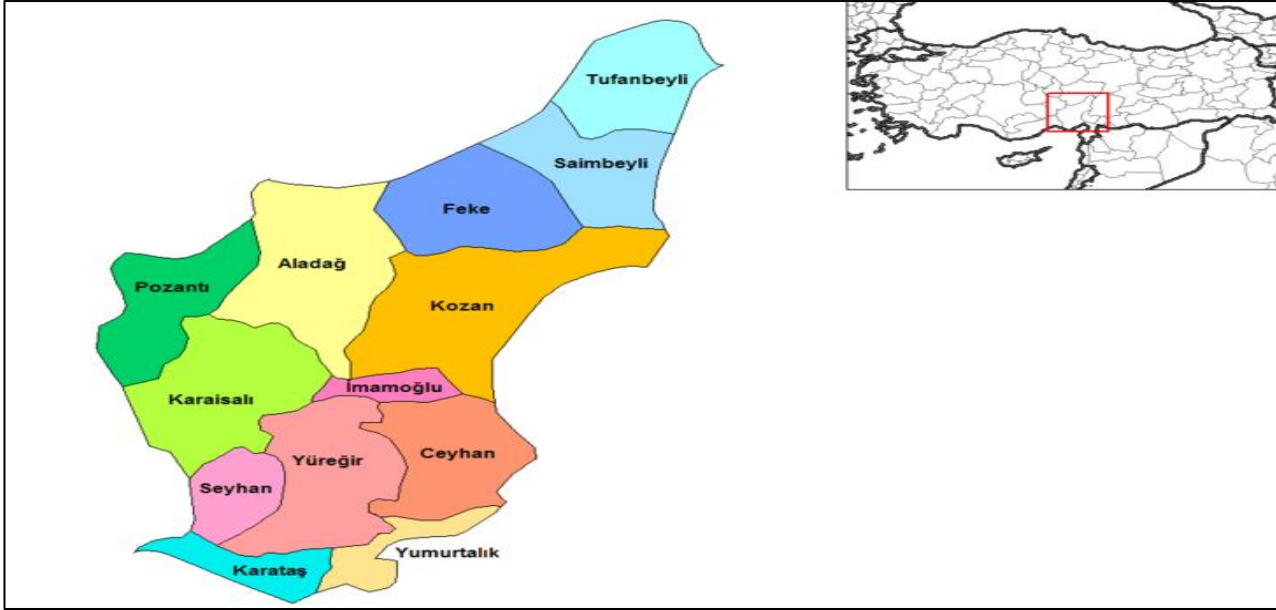 Tufanbeyli
Saimbeyli
Feke
Aladağ
Pozantı
Kozan
İmamoğlu
Karaisalı
Ceyhan
Yüreğir
Seyhan
Yumurtalık
Karataş